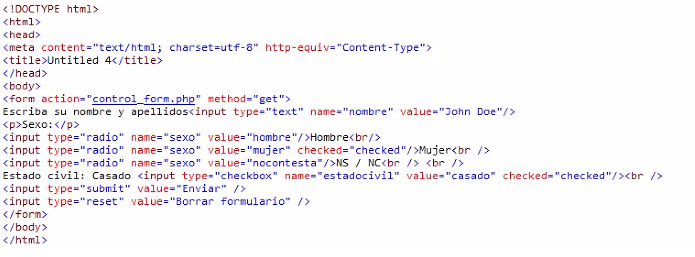 <!DOCTYPE html>
<html>
<head>
<meta content="text/html; charset=utf-8" http-equiv="Content-Type">
<title>Untitled 4</title>
</head>
<body>
<form action="control_form.php" method="get">
Escriba su nombre y apellidos<input type="text" name="nombre" value="John Doe"/>
<p>Sexo:</p>
<input type="radio" name="sexo" value="hombre"/>Hombre<br/>
<input type="radio" name="sexo" value="mujer" checked="checked"/>Mujer<br />
<input type="radio" name="sexo" value="nocontesta"/>NS / NC<br /> <br />
Estado civil: Casado <input type="checkbox" name="estadocivil" value="casado" checked="checked"/><br />
<input type="submit" value="Enviar" />
<input type="reset" value="Borrar formulario" />
</form>
</body>
</html>